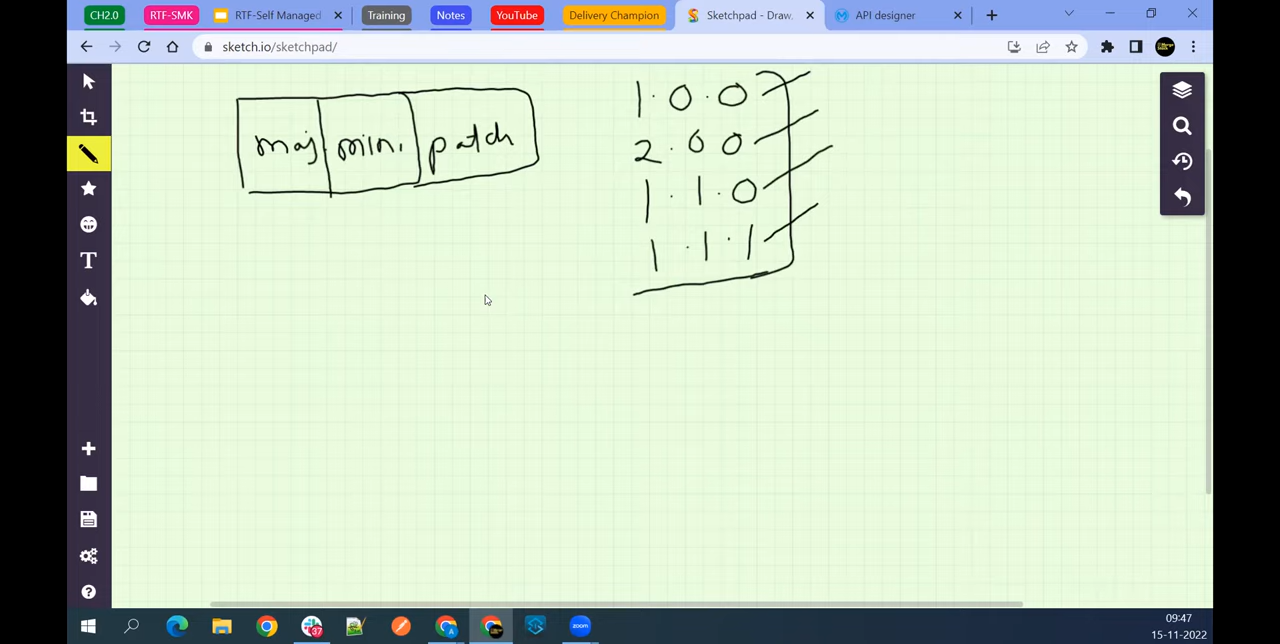 CH2.0 RTF-SMK RTF-Self Managed Training Notes YouTube Delivery Champion Sketchpad - Draw, API designer
sketch.io/sketchpad/
maj. min. patch
1.0.0
2.0.0
1.1.0
1.1.1
T
37
A
zoom
09:47
15-11-2022